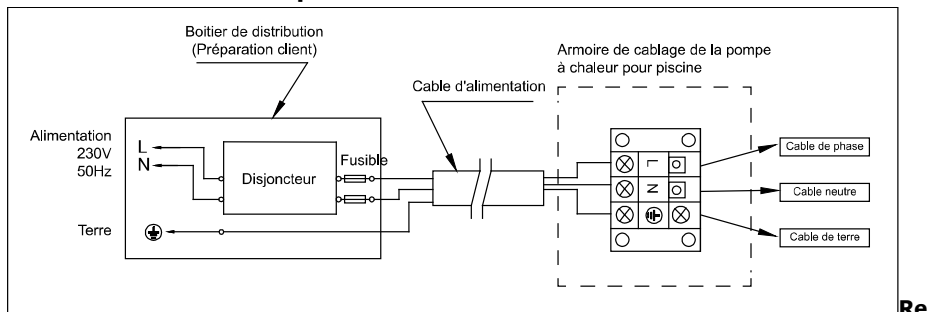 Boitier de distribution
(Préparation client)
Armoire de cablage de la pompe
à chaleur pour piscine
Cable d'alimentation
Alimentation
230V
50Hz
L
N
Disjoncteur
Fusible
Terre
L
N
Cable de phase
Cable neutre
Cable de terre
Re